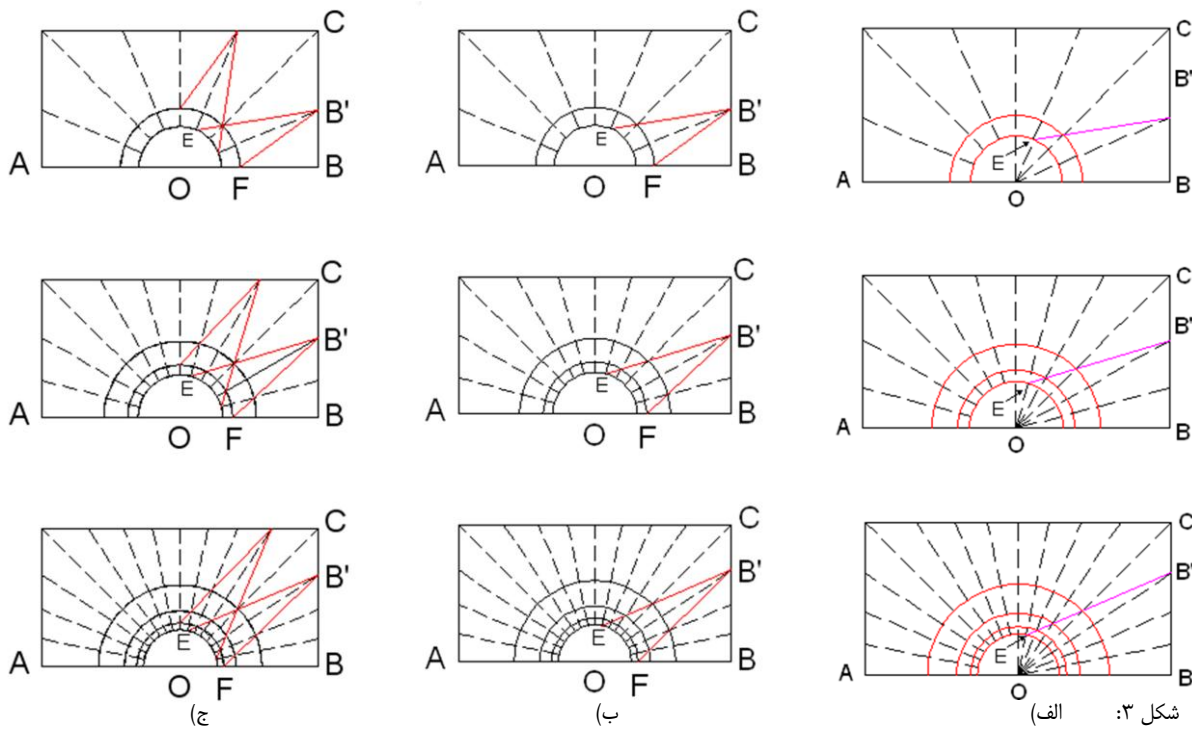 C C C
B' B' B'
E E E
A O F B A O F B A O B
C C C
B' B' B'
E E E
A O F B A O F B A O B
C C C
B' B' B'
E E E
A O F B A O F B A O B
شکل ۳: الف) ب) ج)